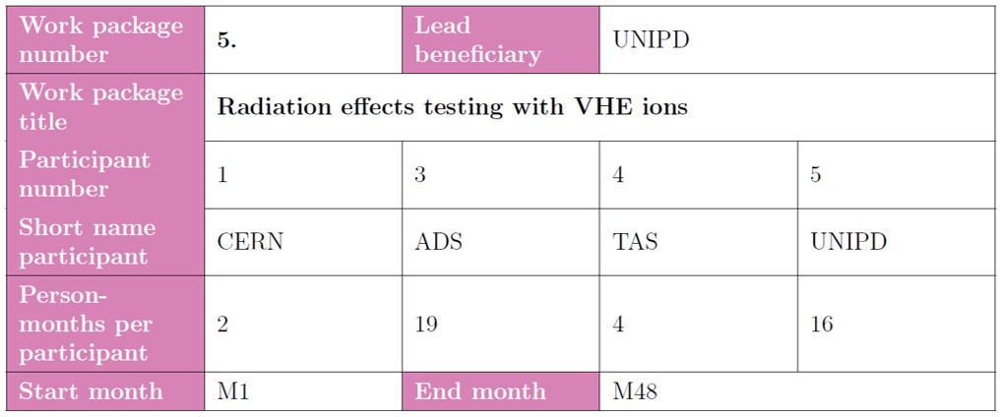 Work package number 5. Lead beneficiary UNIPD
Work package title Radiation effects testing with VHE ions
Participant number 1 3 4 5
Short name participant CERN ADS TAS UNIPD
Person-months per participant 2 19 4 16
Start month M1 End month M48